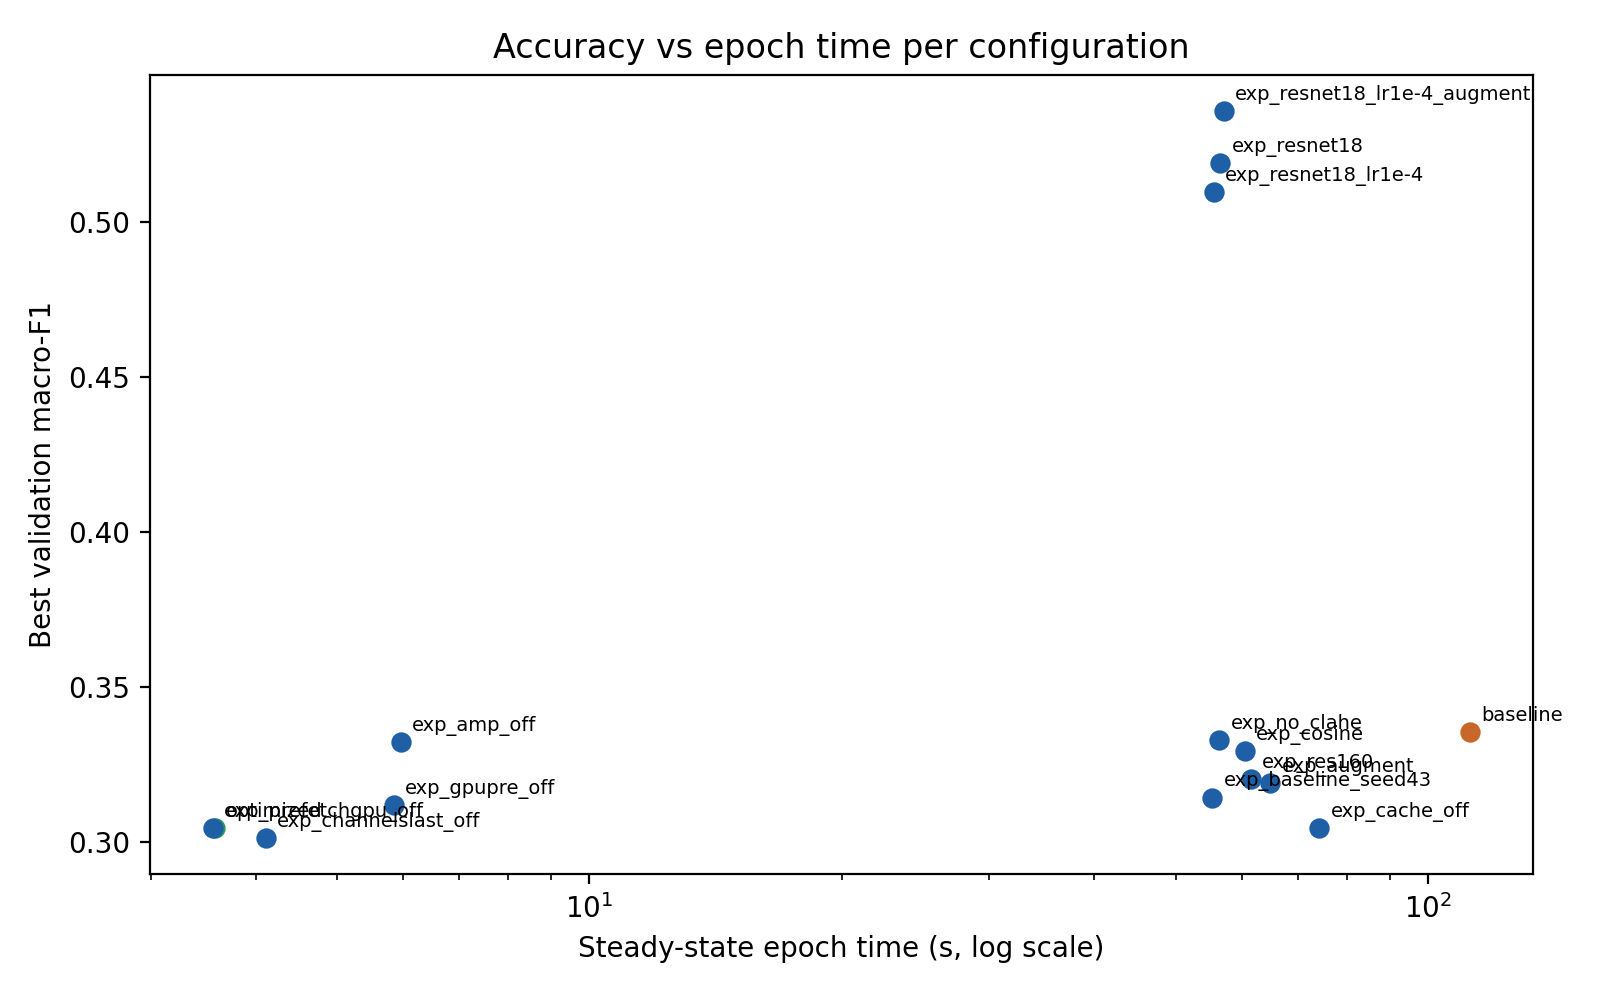 Accuracy vs epoch time per configuration
exp_resnet18_lr1e-4_augment
exp_resnet18
exp_resnet18_lr1e-4
0.50
0.45
0.40
0.35
0.30
Best validation macro-F1
baseline
exp_amp_off
exp_no_clahe
exp_cosine
exp_res160
exp_augment
exp_baseline_seed43
exp_gpupre_off
optimized
exp_prefetchgpu_off
exp_channelslast_off
exp_cache_off
10¹
10²
Steady-state epoch time (s, log scale)